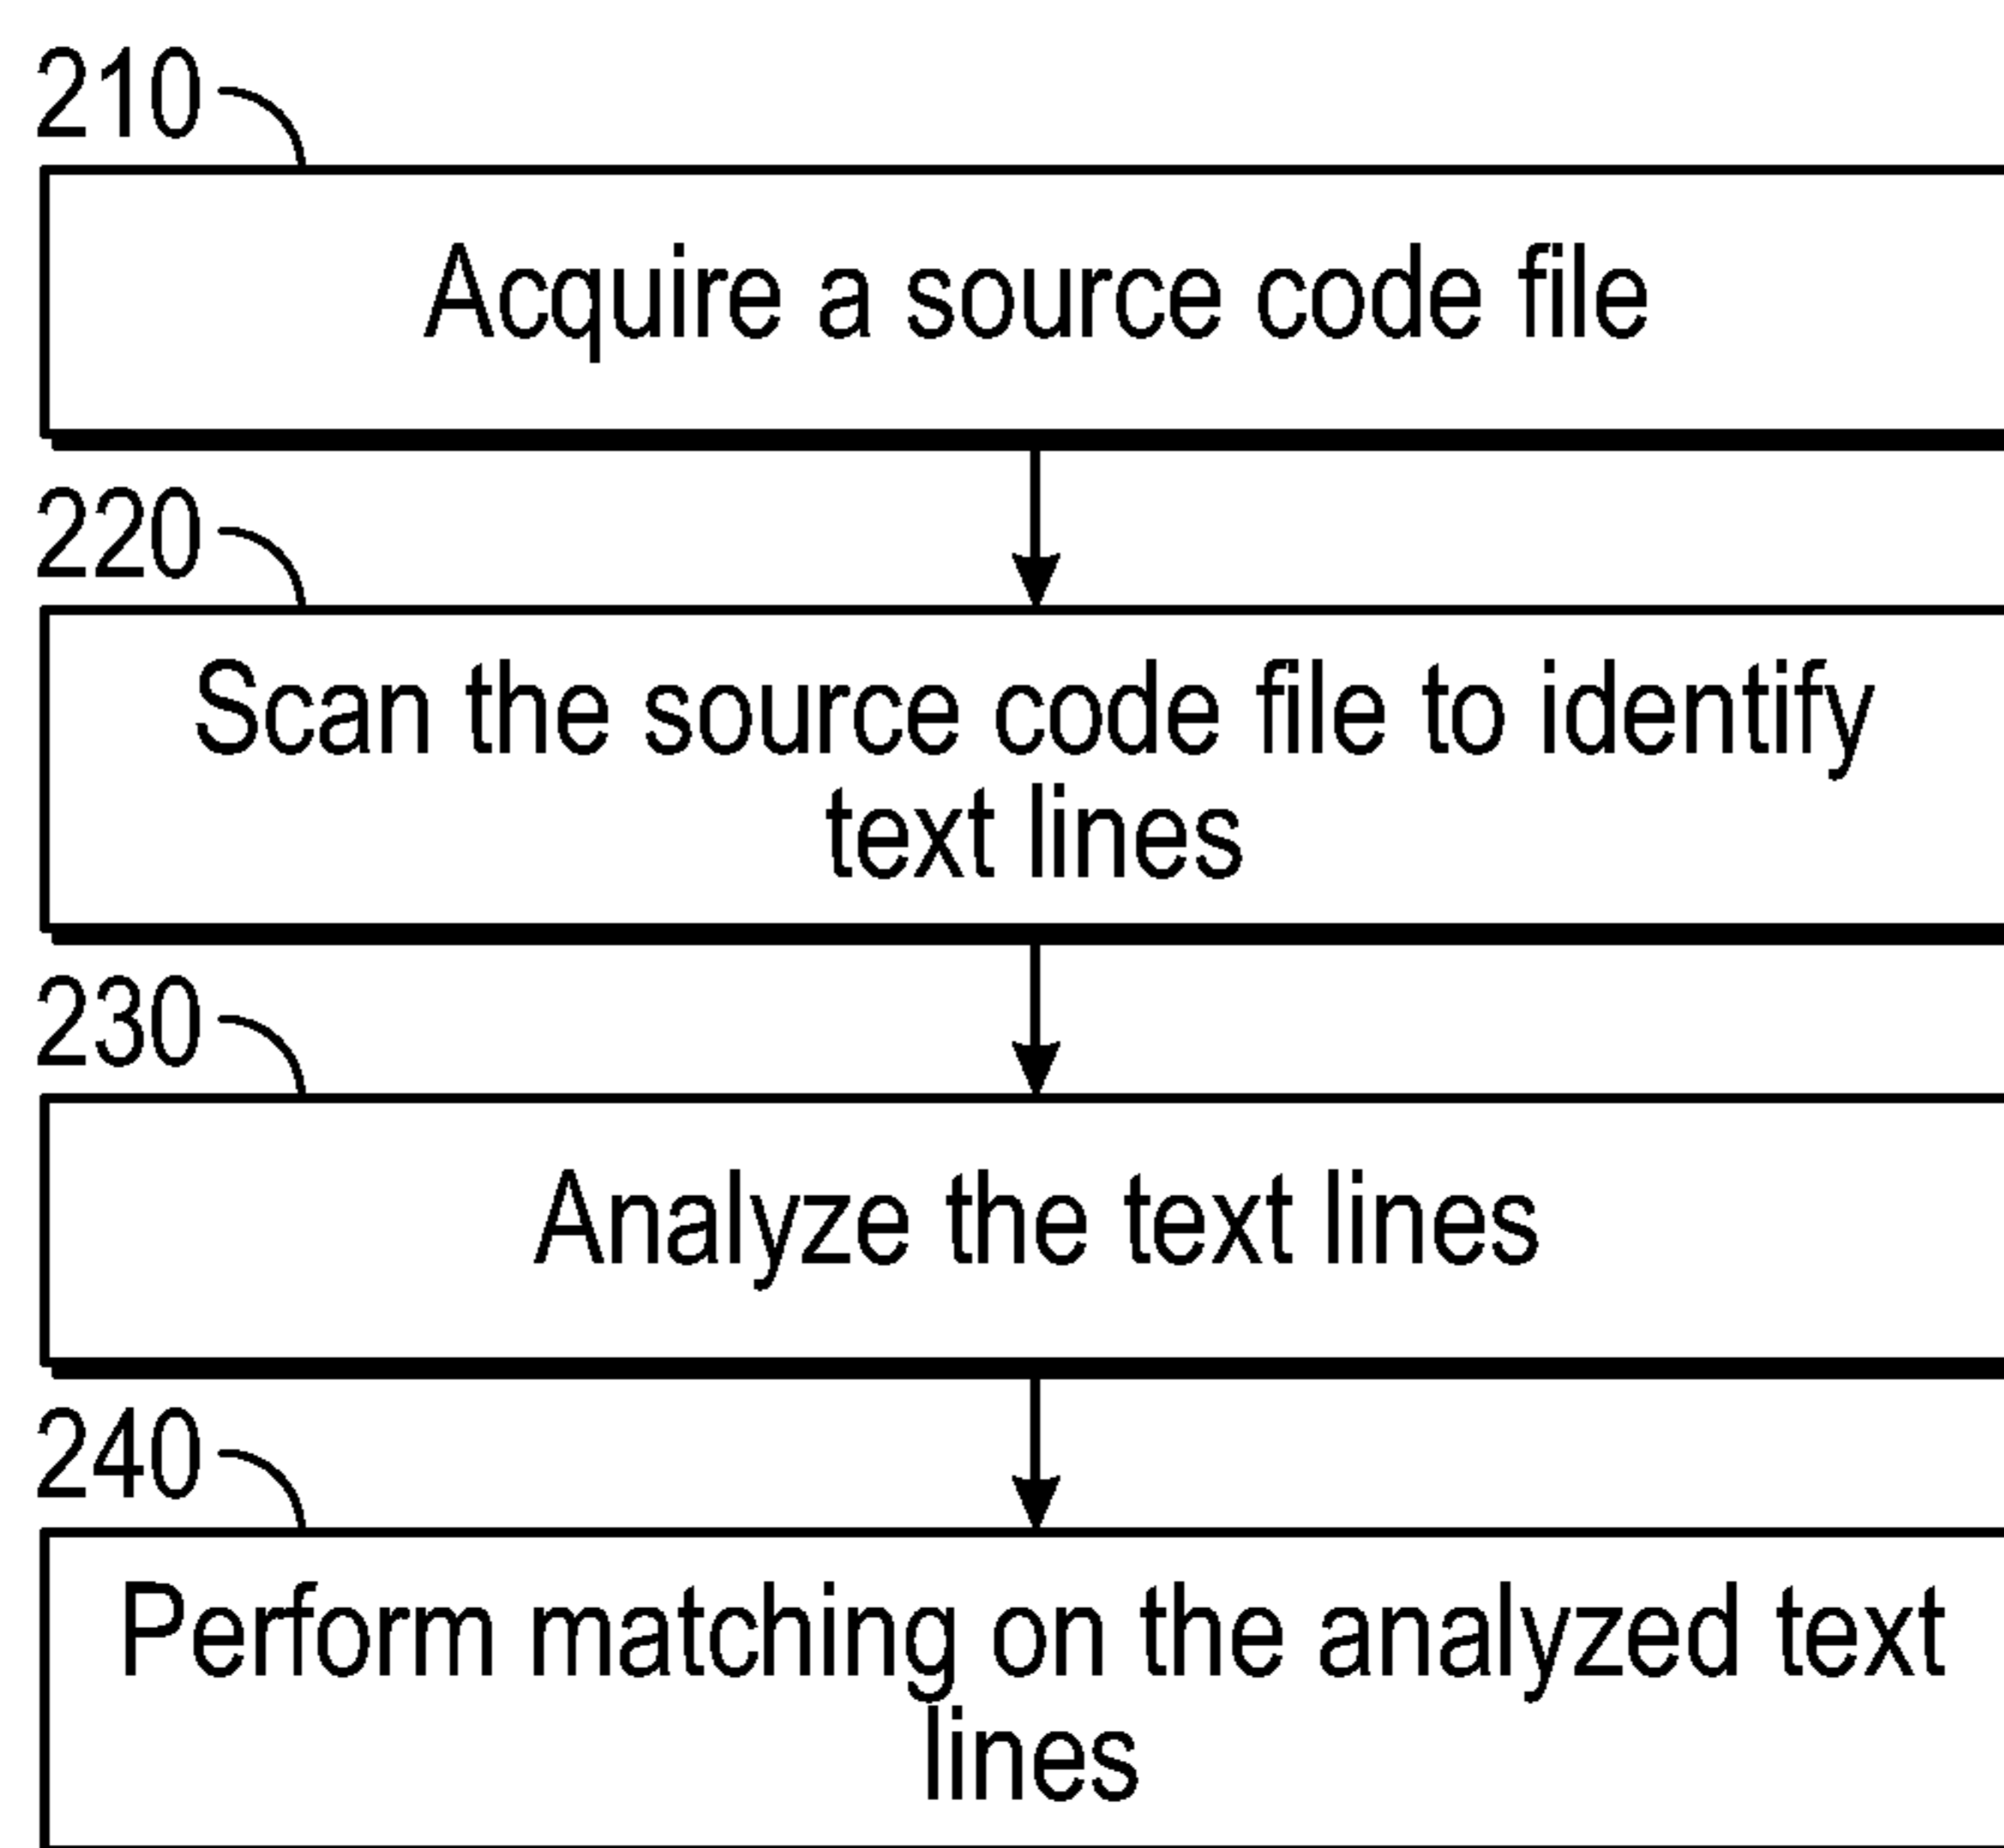 210
Acquire a source code file
220
Scan the source code file to identify
text lines
230
Analyze the text lines
240
Perform matching on the analyzed text
lines